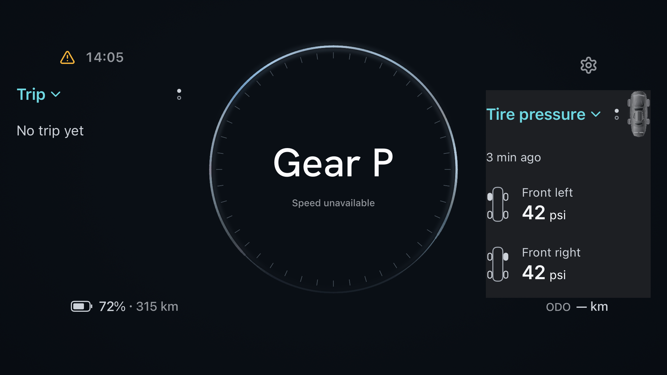 14:05
Trip
No trip yet
Gear P
Speed unavailable
Tire pressure
3 min ago
Front left
42 psi
Front right
42 psi
72% · 315 km
ODO — km